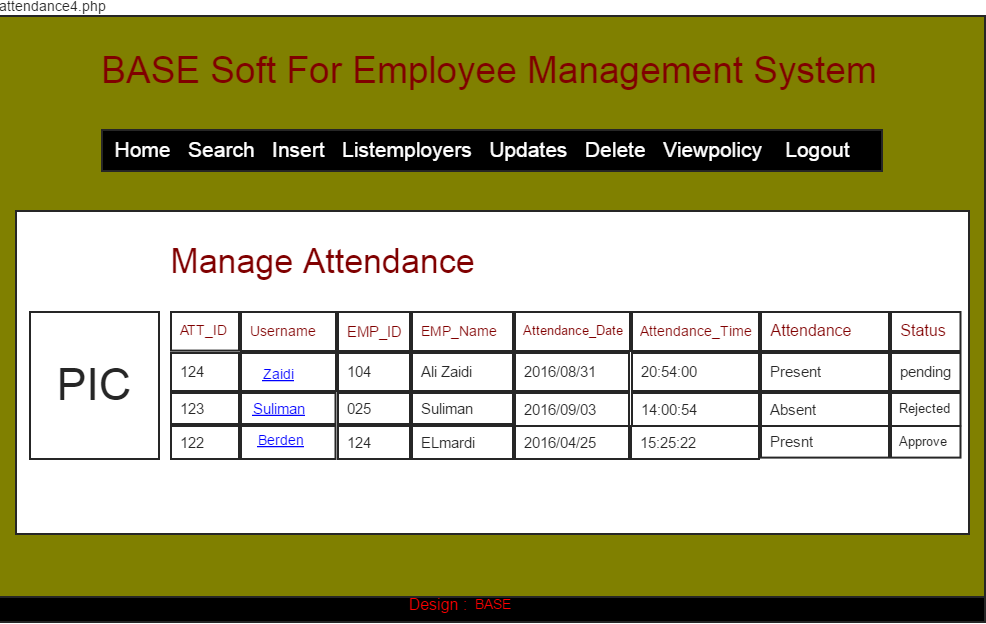 attendance4.php
BASE Soft For Employee Management System
Home Search Insert Listemployers Updates Delete Viewpolicy Logout
Manage Attendance
PIC
ATT_ID Username EMP_ID EMP_Name Attendance_Date Attendance_Time Attendance Status
124 Zaidi 104 Ali Zaidi 2016/08/31 20:54:00 Present pending
123 Suliman 025 Suliman 2016/09/03 14:00:54 Absent Rejected
122 Berden 124 ELmardi 2016/04/25 15:25:22 Presnt Approve
Design : BASE